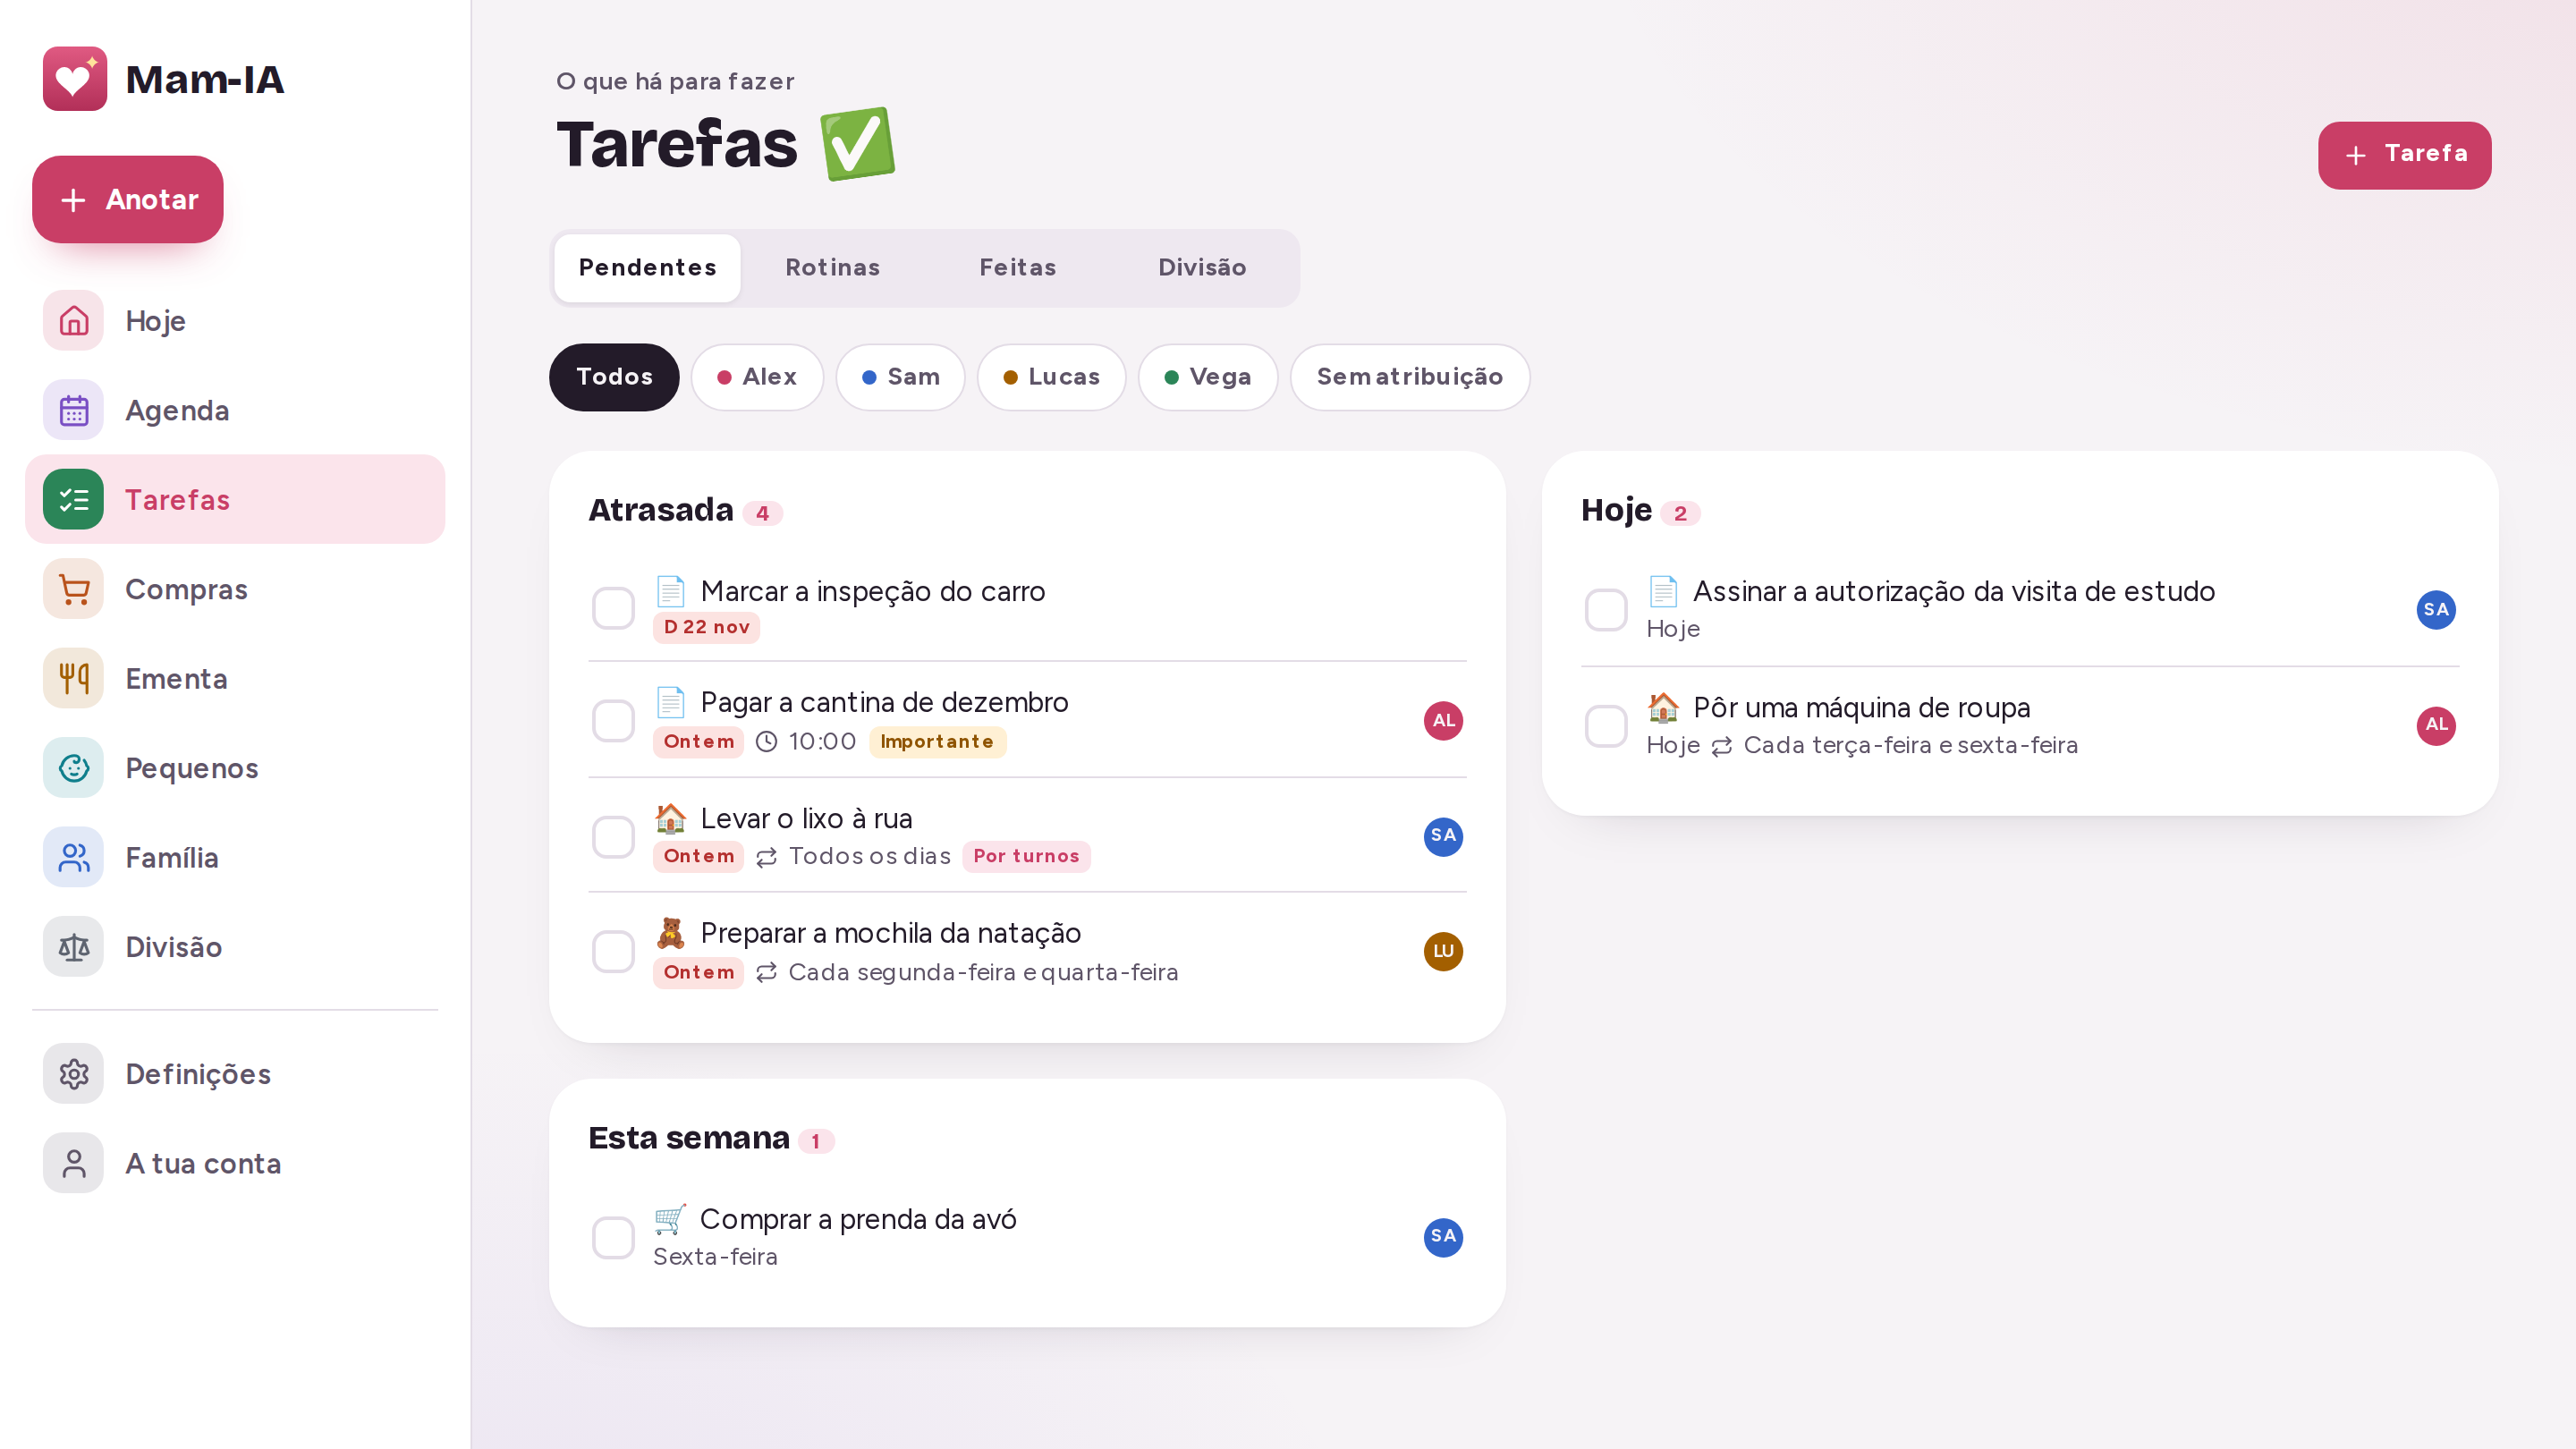 Mam-IA
Anotar
Hoje
Agenda
Tarefas
Compras
Ementa
Pequenos
Família
Divisão
Definições
A tua conta
O que há para fazer
Tarefas
Tarefa
Pendentes
Rotinas
Feitas
Divisão
Todos
Alex
Sam
Lucas
Vega
Sem atribuição
Atrasada 4
Marcar a inspeção do carro
D 22 nov
Pagar a cantina de dezembro
Ontem 10:00 Importante
AL
Levar o lixo à rua
Ontem Todos os dias Por turnos
SA
Preparar a mochila da natação
Ontem Cada segunda-feira e quarta-feira
LU
Hoje 2
Assinar a autorização da visita de estudo
Hoje
SA
Pôr uma máquina de roupa
Hoje Cada terça-feira e sexta-feira
AL
Esta semana 1
Comprar a prenda da avó
Sexta-feira
SA